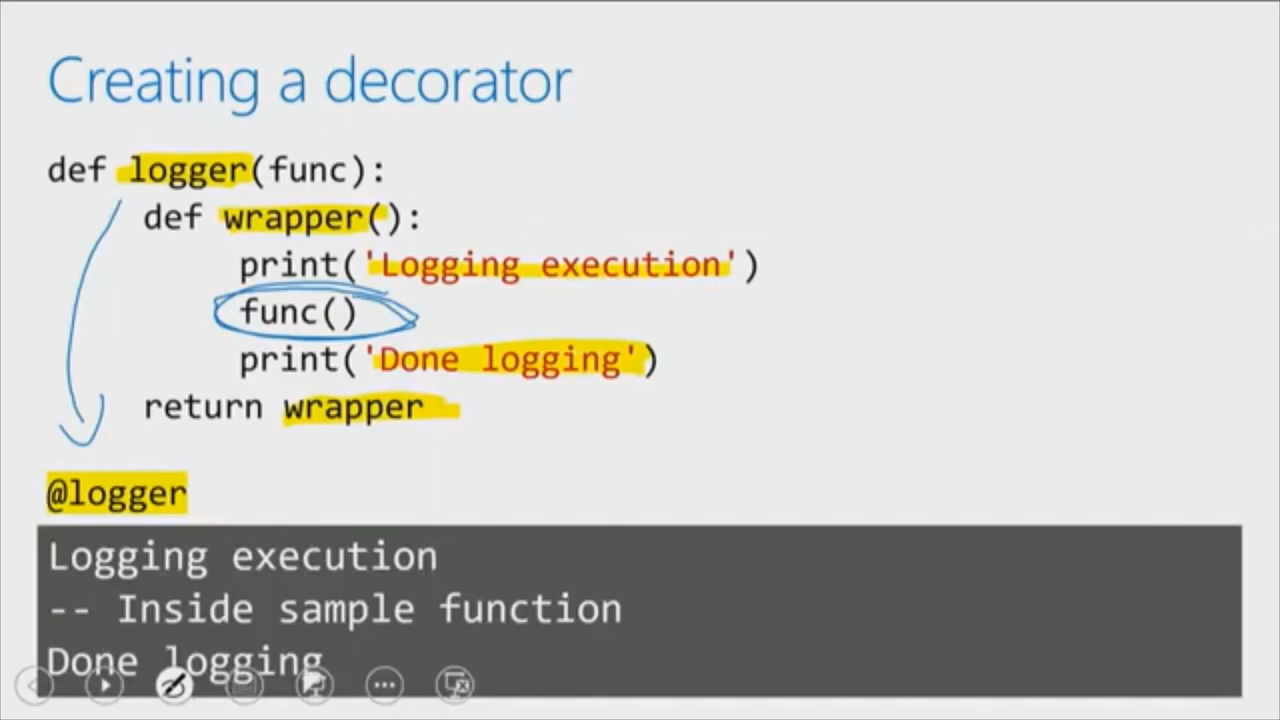 Creating a decorator
def logger(func):
    def wrapper():
        print('Logging execution')
        func()
        print('Done logging')
    return wrapper
@logger
Logging execution
-- Inside sample function
Done logging